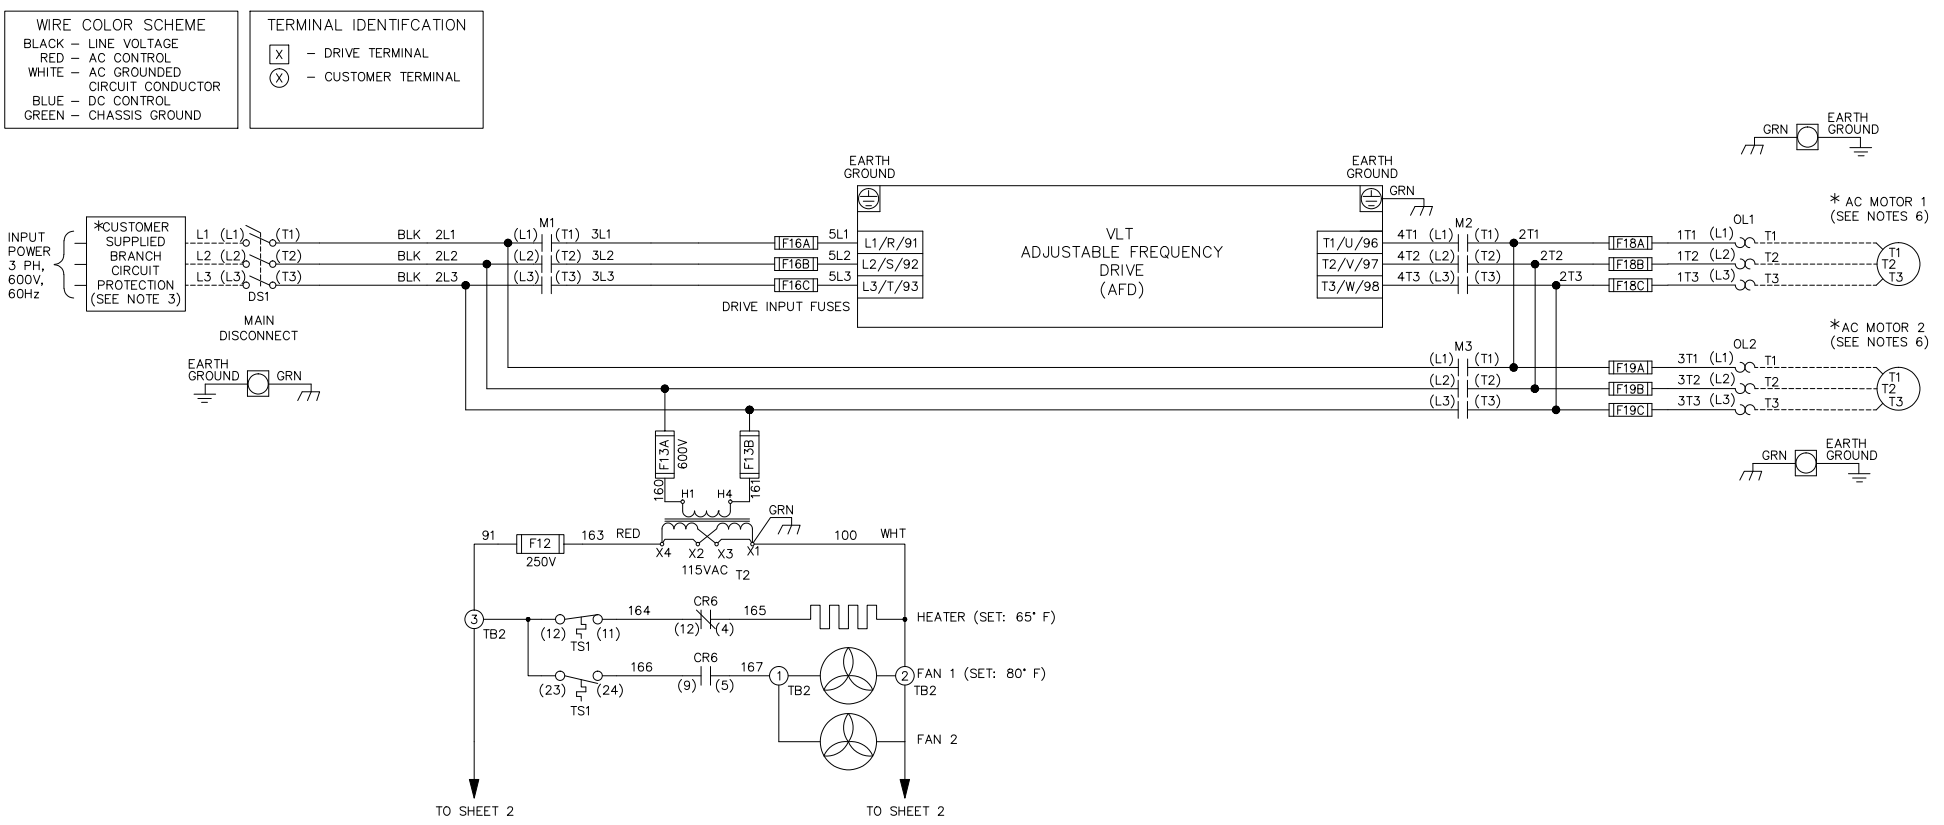 WIRE COLOR SCHEME
BLACK – LINE VOLTAGE
RED – AC CONTROL
WHITE – AC GROUNDED
CIRCUIT CONDUCTOR
BLUE – DC CONTROL
GREEN – CHASSIS GROUND
TERMINAL IDENTIFCATION
X – DRIVE TERMINAL
X – CUSTOMER TERMINAL
GRN
EARTH
GROUND
EARTH
GROUND
EARTH
GROUND
GRN
INPUT
POWER
3 PH,
600V,
60Hz
*CUSTOMER
SUPPLIED
BRANCH
CIRCUIT
PROTECTION
(SEE NOTE 3)
L1 (L1) (T1) BLK 2L1 (L1) M1 (T1) 3L1 F16A 5L1 L1/R/91
L2 (L2) (T2) BLK 2L2 (L2) (T2) 3L2 F16B 5L2 L2/S/92
L3 (L3) (T3) BLK 2L3 (L3) (T3) 3L3 F16C 5L3 L3/T/93
DS1
MAIN
DISCONNECT
DRIVE INPUT FUSES
VLT
ADJUSTABLE FREQUENCY
DRIVE
(AFD)
T1/U/96 4T1 (L1) M2 (T1) 2T1 F18A 1T1 (L1) OL1 T1
T2/V/97 4T2 (L2) (T2) 2T2 F18B 1T2 (L2) T2
T3/W/98 4T3 (L3) (T3) 2T3 F18C 1T3 (L3) T3
* AC MOTOR 1
(SEE NOTES 6)
T1
T2
T3
EARTH
GROUND
GRN
M3
(L1) (T1) F19A 3T1 (L1) OL2 T1
(L2) (T2) F19B 3T2 (L2) T2
(L3) (T3) F19C 3T3 (L3) T3
*AC MOTOR 2
(SEE NOTES 6)
T1
T2
T3
GRN
EARTH
GROUND
F13A
600V
F13B
160
161
H1 H4
GRN
91 F12 163 RED
250V
X4 X2 X3 X1
115VAC T2
100 WHT
3
TB2
(12) (11)
TS1
164
CR6
(12) (4)
165
HEATER (SET: 65° F)
(23) (24)
TS1
166
CR6
(9) (5)
167
1
TB2
2
TB2
FAN 1 (SET: 80° F)
FAN 2
TO SHEET 2
TO SHEET 2